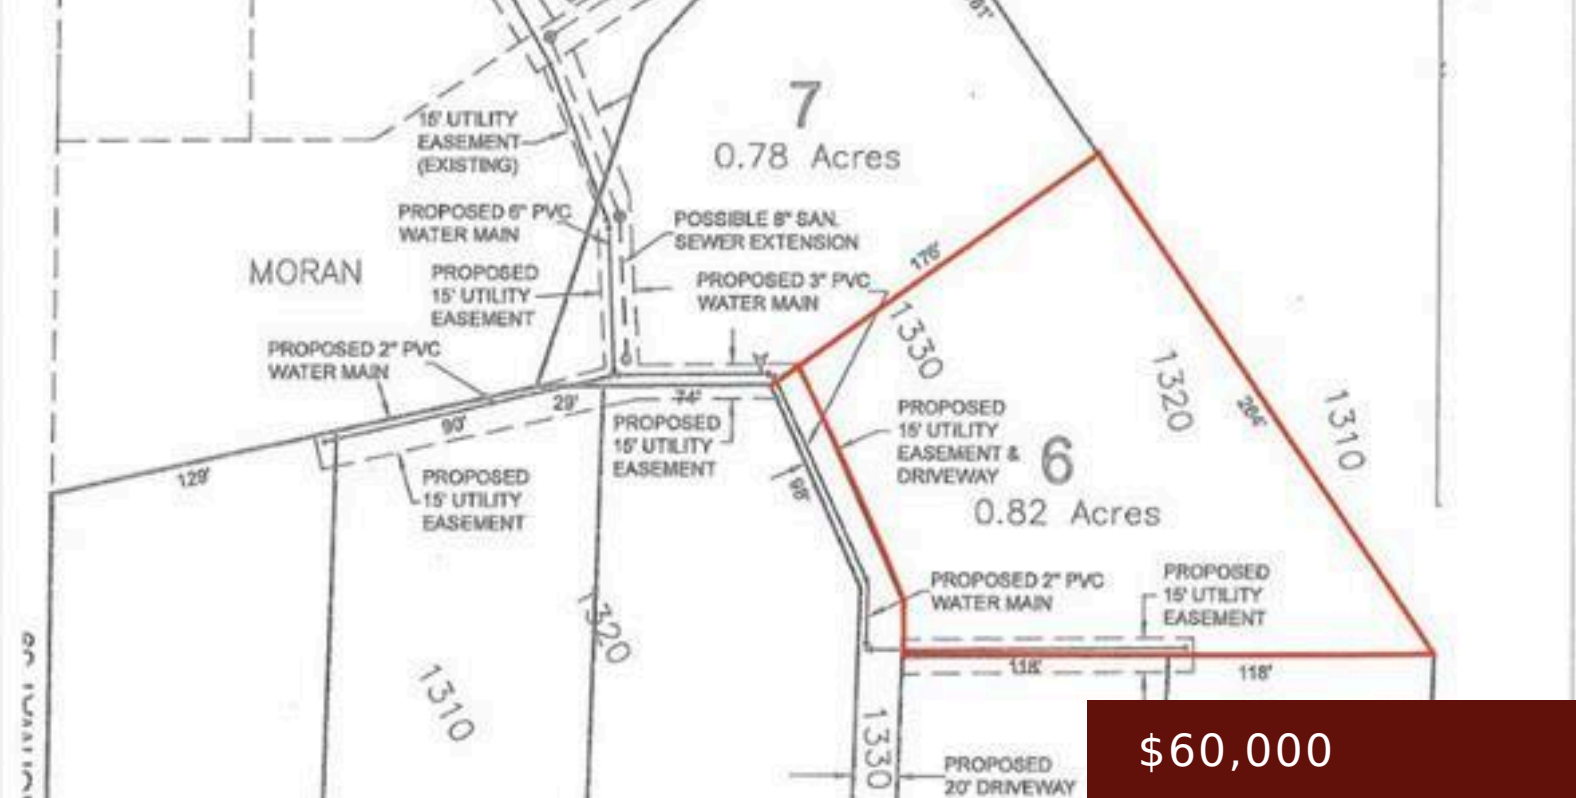 81'
7
0.78 Acres
15' UTILITY
EASEMENT
(EXISTING)
PROPOSED 6" PVC
WATER MAIN
POSSIBLE 8" SAN.
SEWER EXTENSION
MORAN
PROPOSED
15' UTILITY
EASEMENT
PROPOSED 3" PVC
WATER MAIN
176'
1330
1320
264'
1310
PROPOSED 2" PVC
WATER MAIN
29'
74'
90'
129'
PROPOSED
15' UTILITY
EASEMENT
PROPOSED
15' UTILITY
EASEMENT
98'
PROPOSED
15' UTILITY
EASEMENT &
DRIVEWAY
6
0.82 Acres
PROPOSED 2" PVC
WATER MAIN
PROPOSED
15' UTILITY
EASEMENT
118'
118'
1320
1310
1330
PROPOSED
20' DRIVEWAY
$60,000